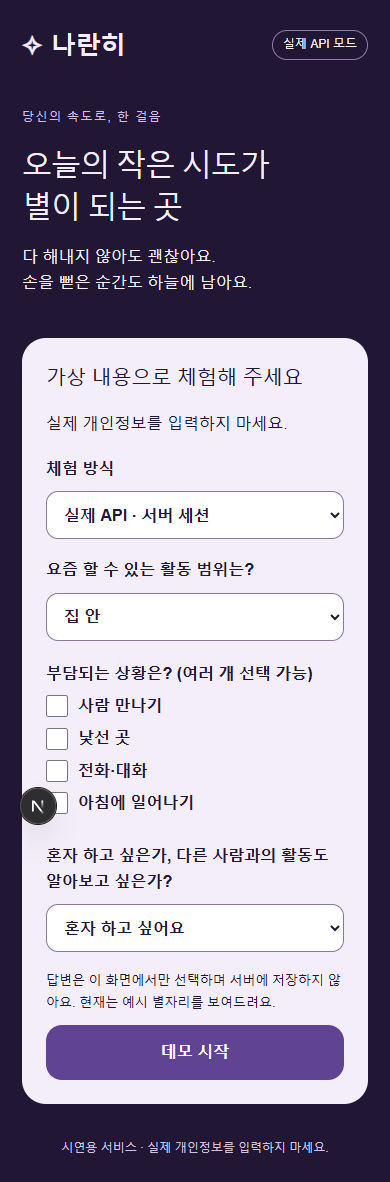 나란히
실제 API 모드
당신의 속도로, 한 걸음
오늘의 작은 시도가
별이 되는 곳
다 해내지 않아도 괜찮아요.
손을 뻗은 순간도 하늘에 남아요.
가상 내용으로 체험해 주세요
실제 개인정보를 입력하지 마세요.
체험 방식
실제 API · 서버 세션
요즘 할 수 있는 활동 범위는?
집 안
부담되는 상황은? (여러 개 선택 가능)
사람 만나기
낯선 곳
전화·대화
N
아침에 일어나기
혼자 하고 싶은가, 다른 사람과의 활동도
알아보고 싶은가?
혼자 하고 싶어요
답변은 이 화면에서만 선택하며 서버에 저장하지 않
아요. 현재는 예시 별자리를 보여드려요.
데모 시작
시연용 서비스 · 실제 개인정보를 입력하지 마세요.